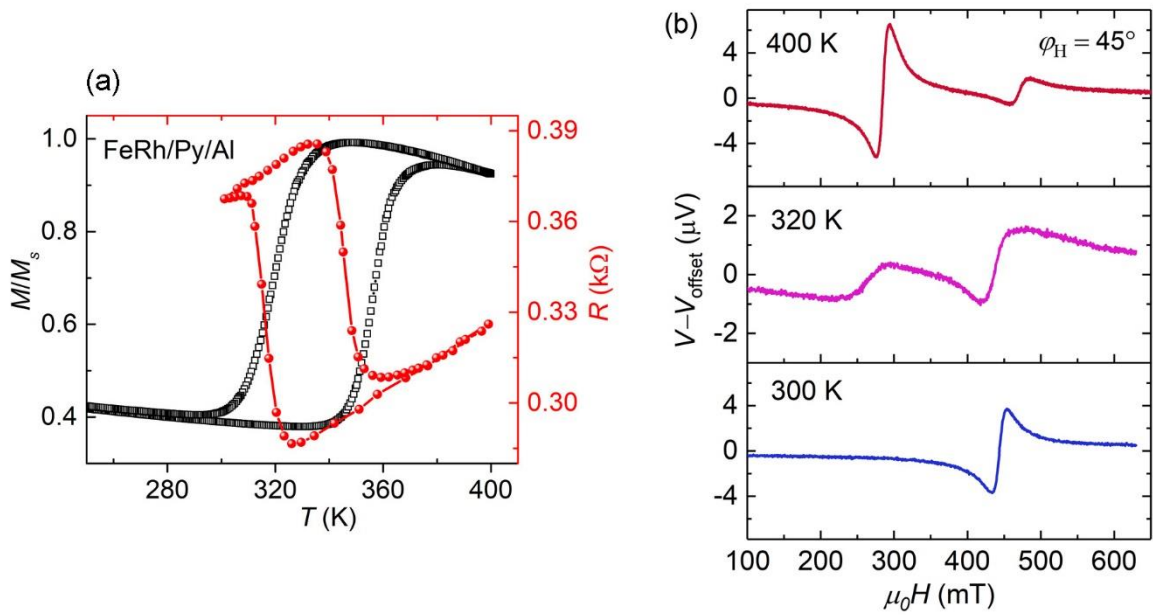 (a)
FeRh/Py/Al
M/Mₛ
1.0
0.8
0.6
0.4
280
320
360
400
T (K)
0.39
0.36
0.33
0.30
R (kΩ)
(b)
400 K
φH = 45°
4
0
-4
320 K
2
0
-2
300 K
4
0
-4
V−Voffset (μV)
100
200
300
400
500
600
μ₀H (mT)